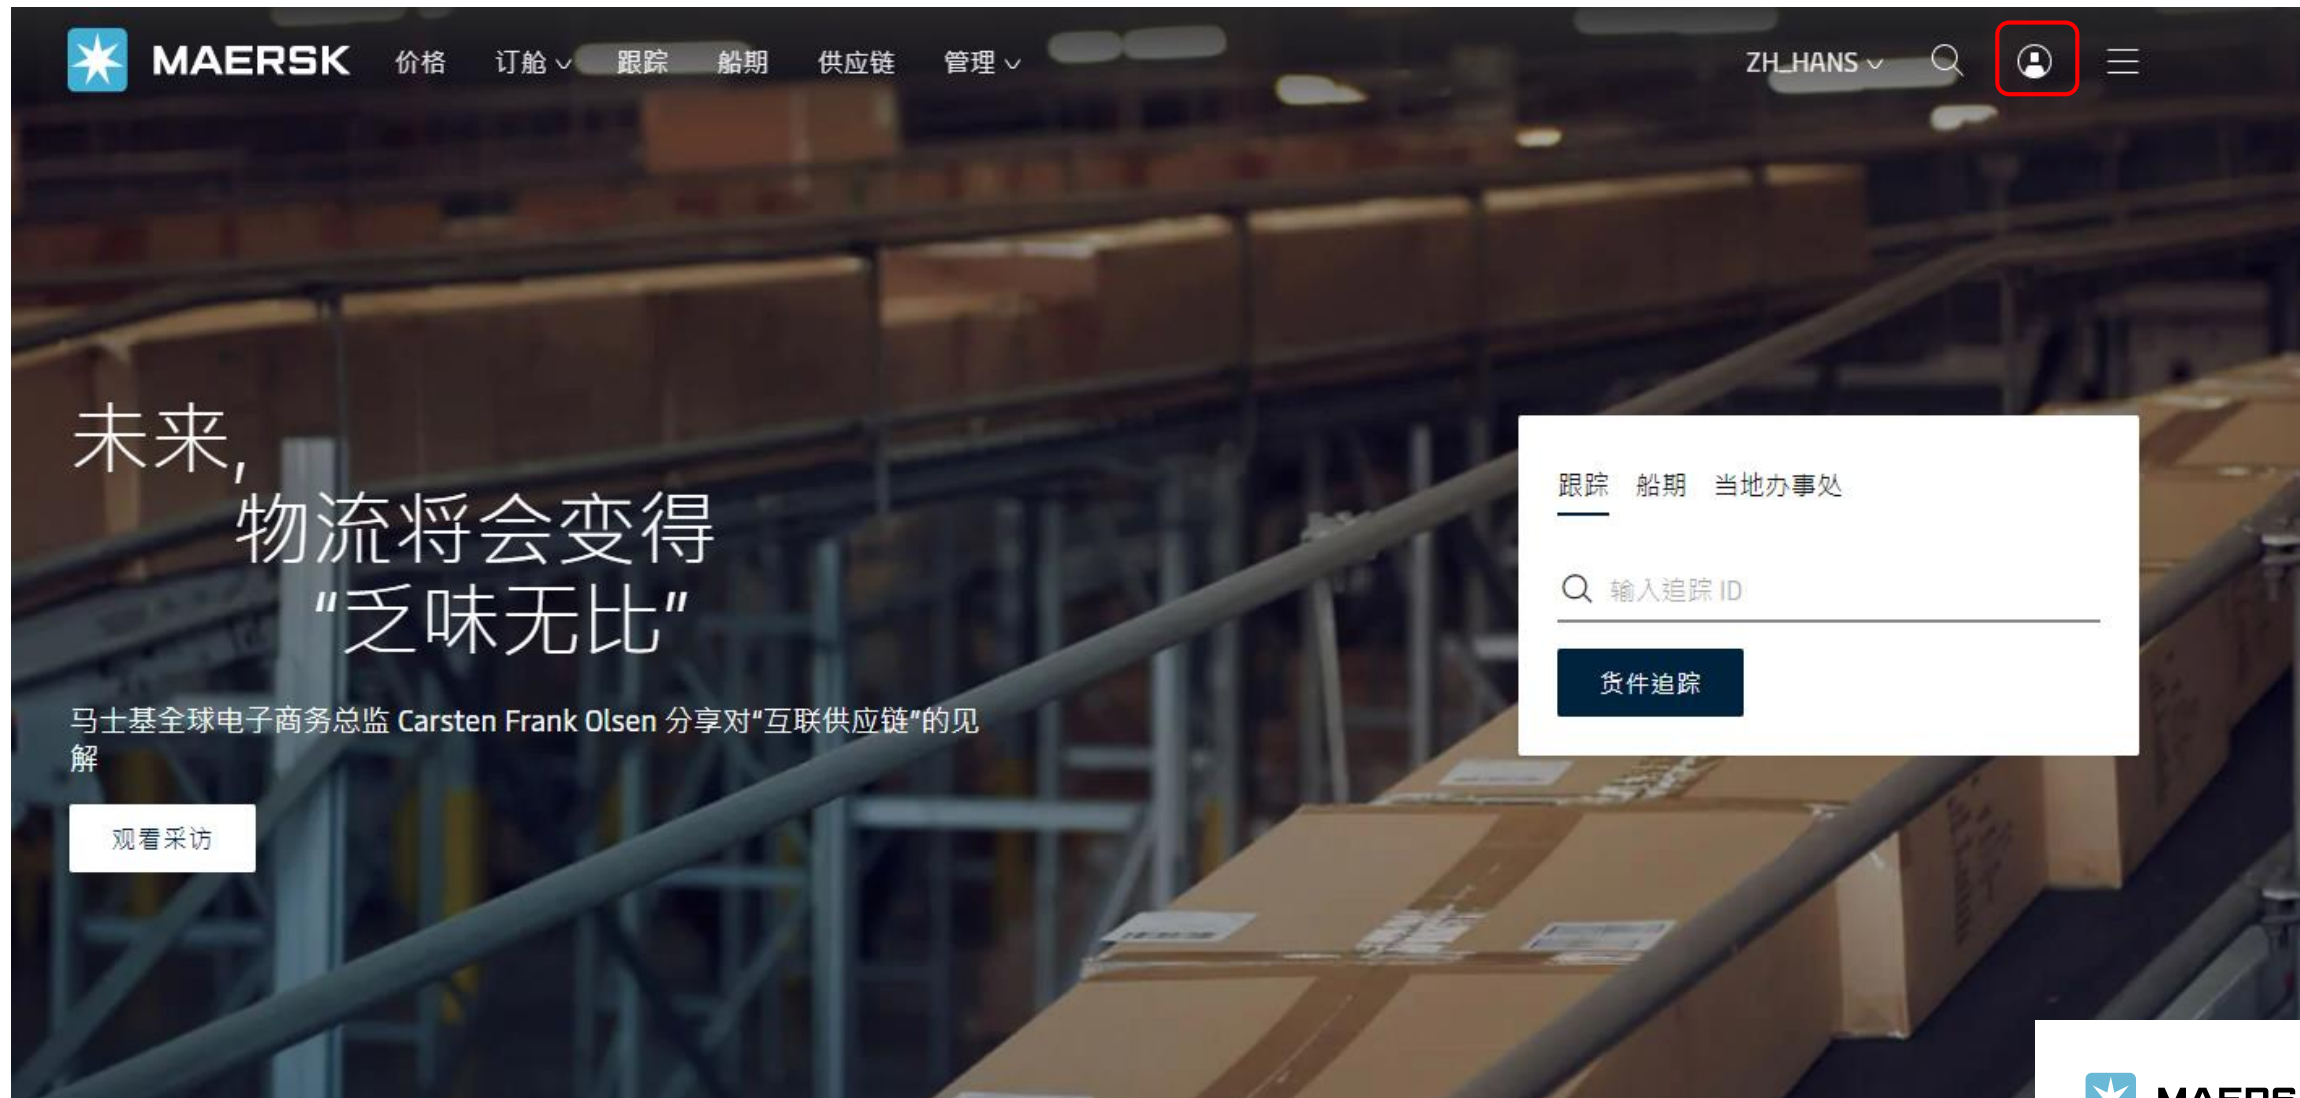 MAERSK 价格 订舱 跟踪 船期 供应链 管理 ZH_HANS
未来,
物流将会变得
“乏味无比”
马士基全球电子商务总监 Carsten Frank Olsen 分享对“互联供应链”的见
解
观看采访
跟踪 船期 当地办事处
输入追踪 ID
货件追踪